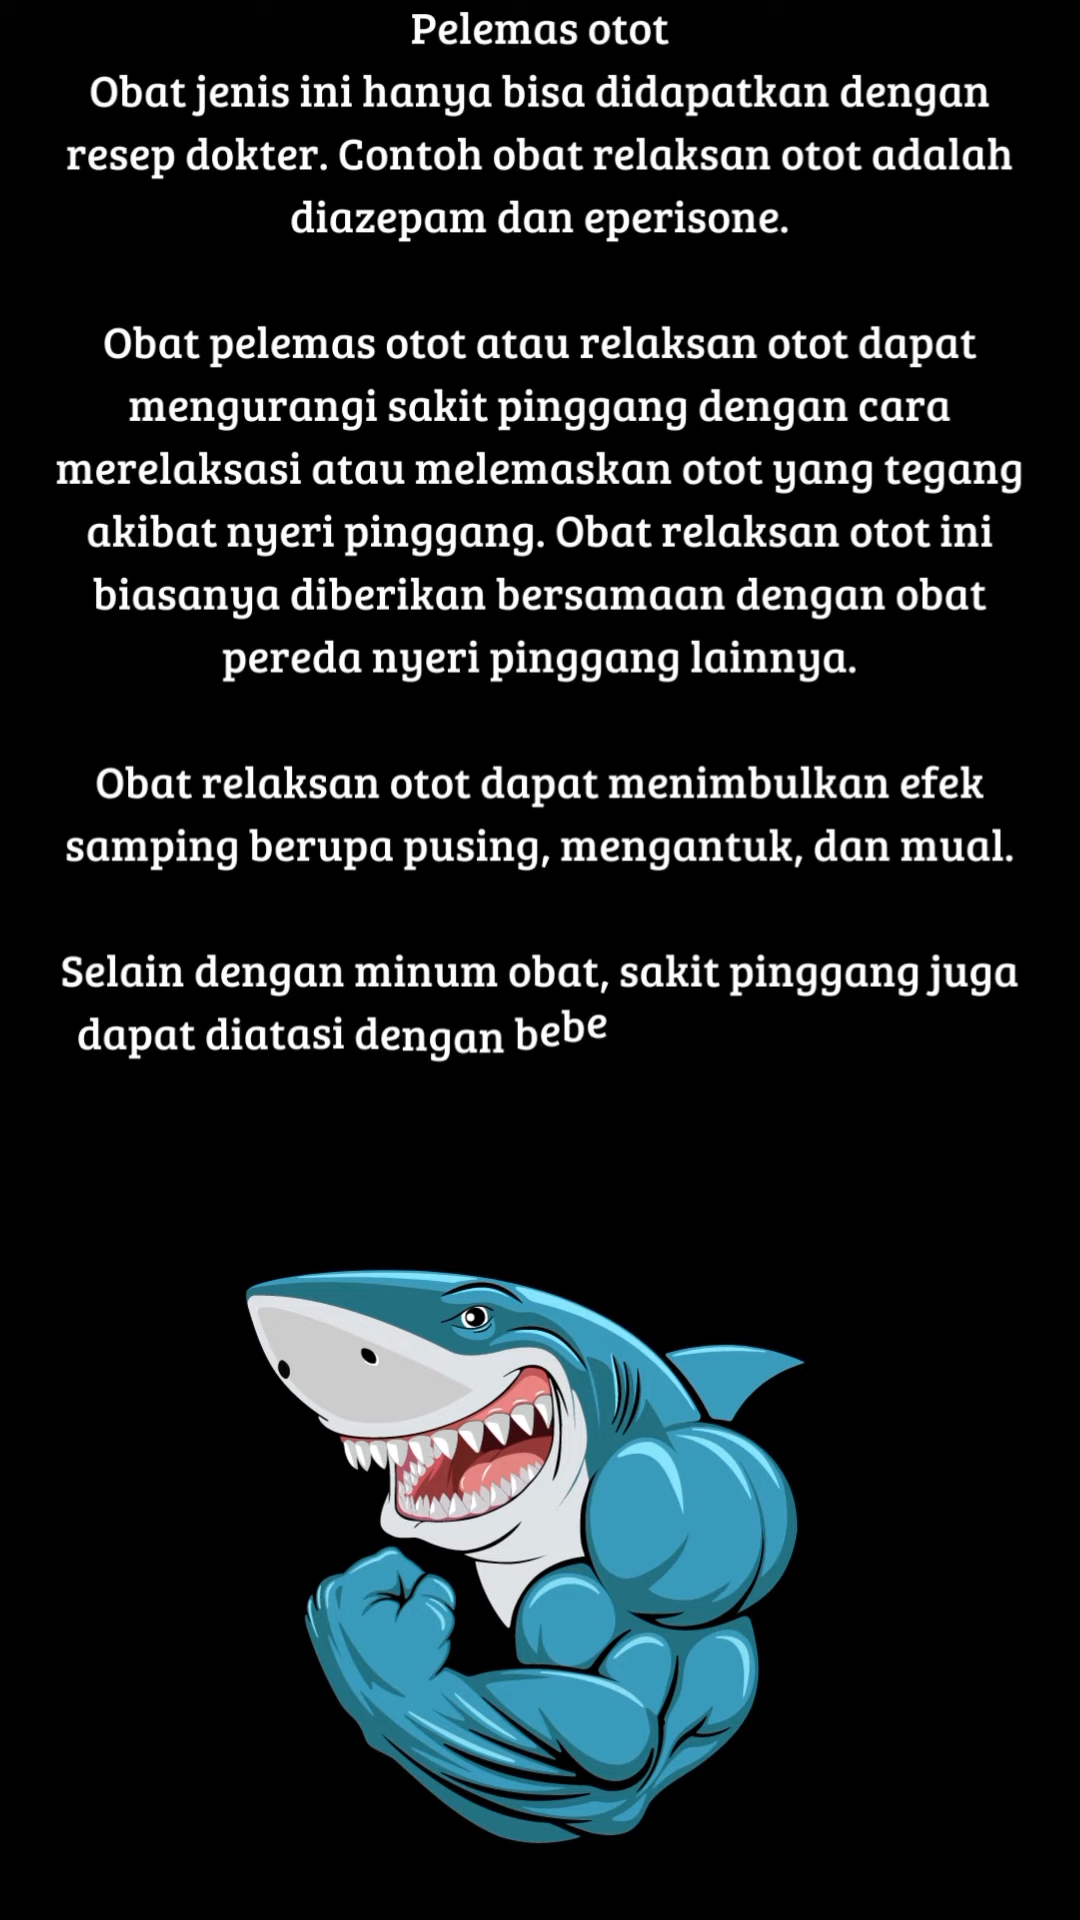 Pelemas otot
Obat jenis ini hanya bisa didapatkan dengan
resep dokter. Contoh obat relaksan otot adalah
diazepam dan eperisone.
Obat pelemas otot atau relaksan otot dapat
mengurangi sakit pinggang dengan cara
merelaksasi atau melemaskan otot yang tegang
akibat nyeri pinggang. Obat relaksan otot ini
biasanya diberikan bersamaan dengan obat
pereda nyeri pinggang lainnya.
Obat relaksan otot dapat menimbulkan efek
samping berupa pusing, mengantuk, dan mual.
Selain dengan minum obat, sakit pinggang juga
dapat diatasi dengan bebe